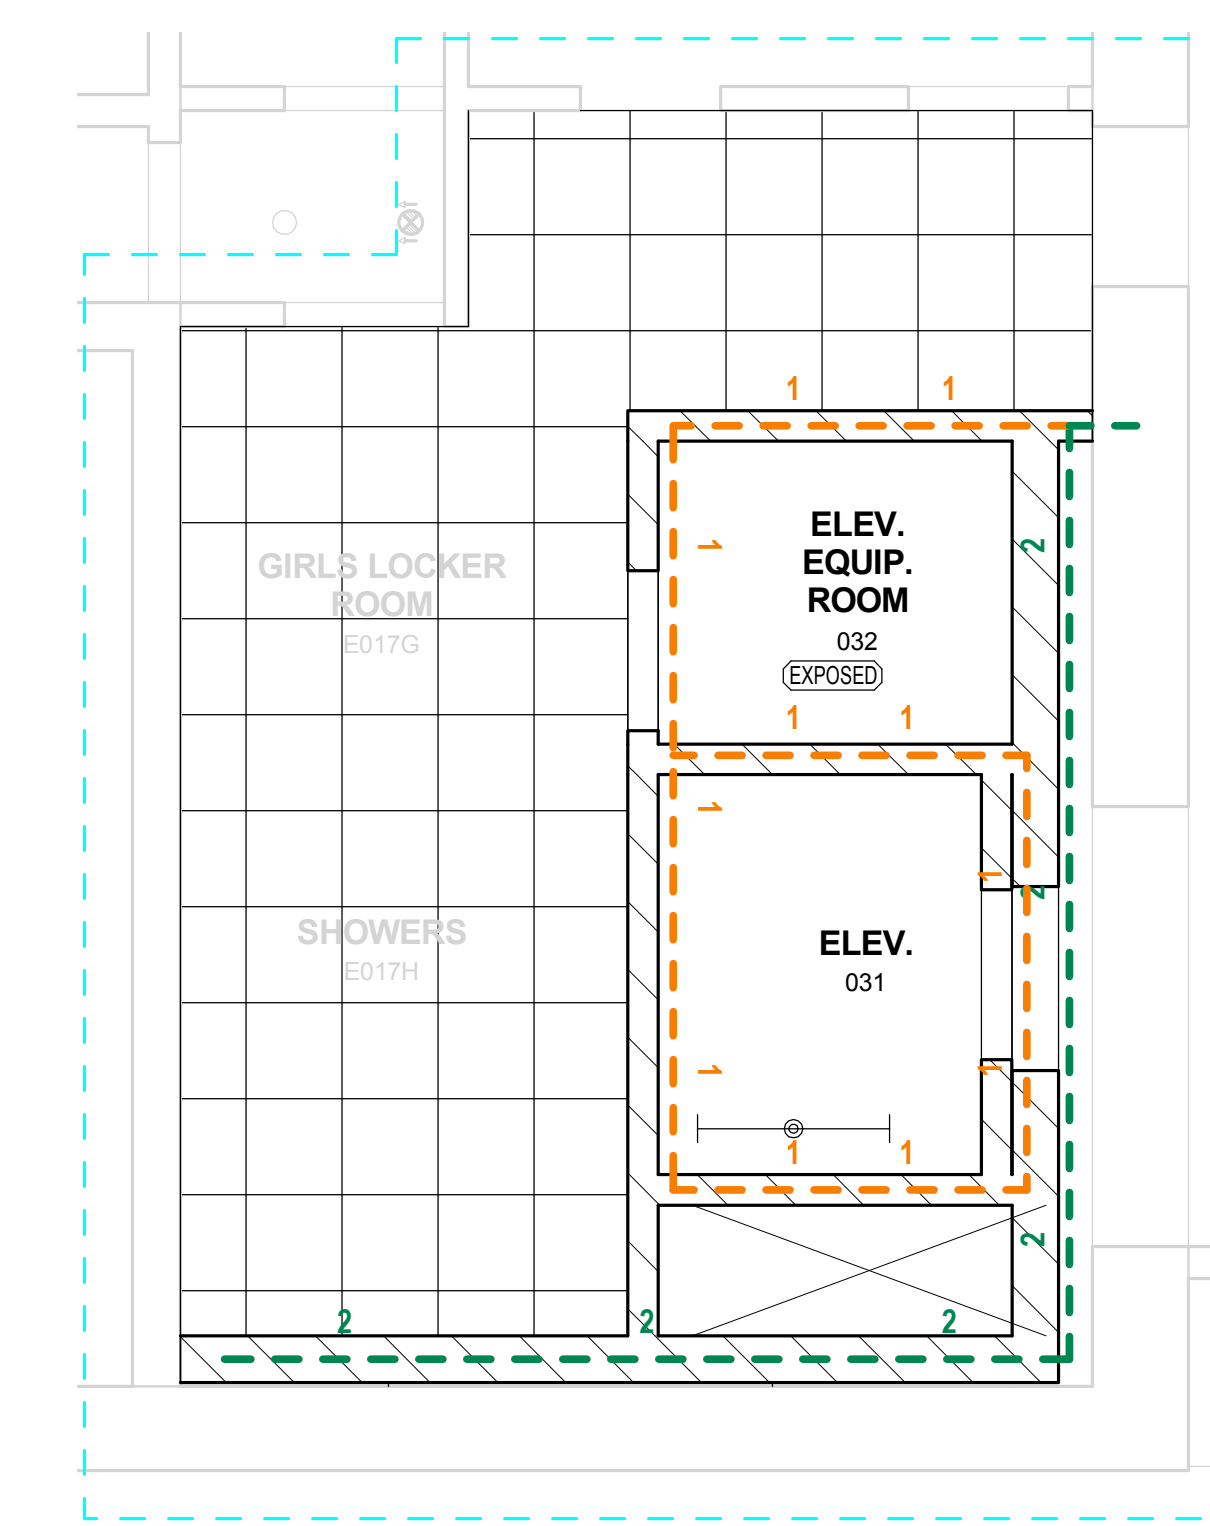 1 1
1
2
ELEV.
EQUIP.
ROOM
032
EXPOSED
GIRLS LOCKER
ROOM
E017G
1 1
1
1
2
SHOWERS
E017H
ELEV.
031
1
1
1 1
2
2
2
2